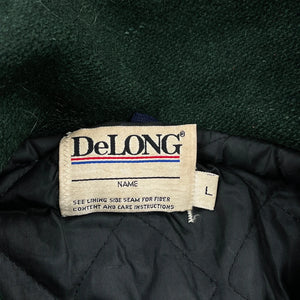 DeLONG®
NAME
SEE LINING SIDE SEAM FOR FIBER
CONTENT AND CARE INSTRUCTIONS
L